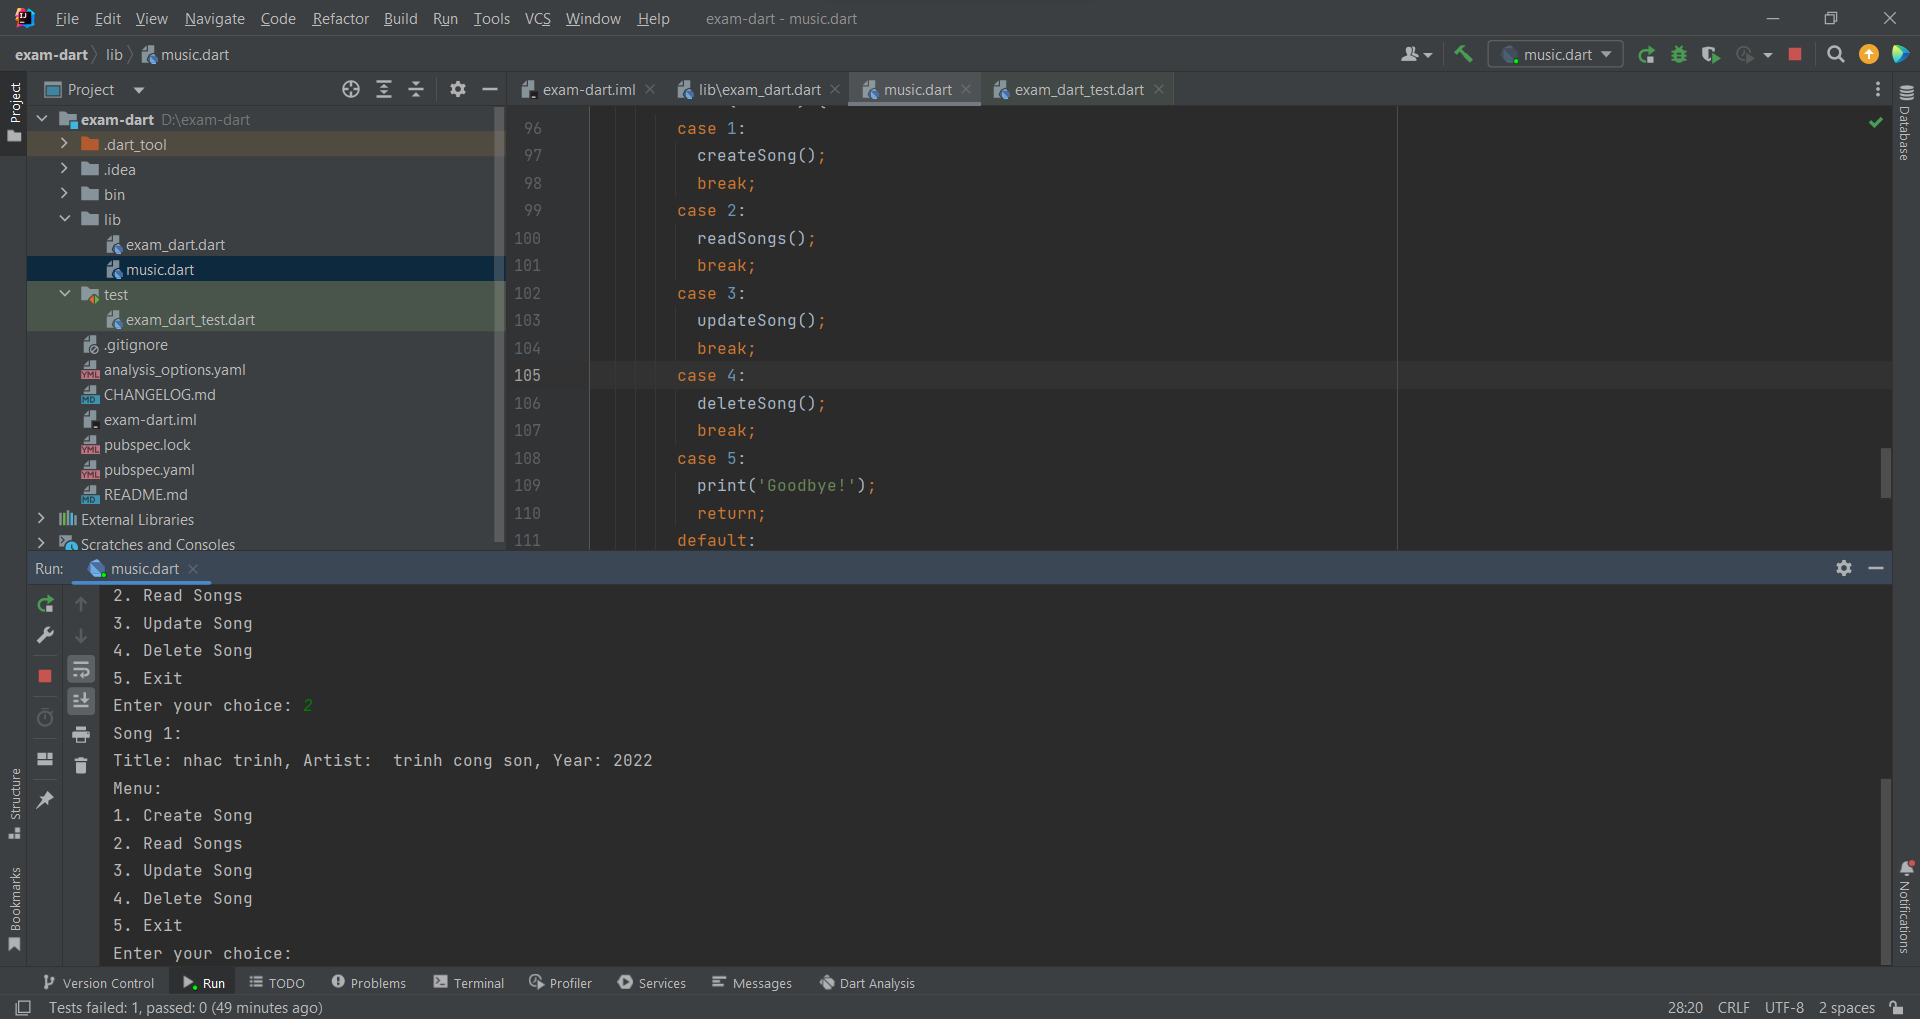 File Edit View Navigate Code Refactor Build Run Tools VCS Window Help exam-dart - music.dart
exam-dart lib music.dart
music.dart
Project
Project
exam-dart.iml lib\exam_dart.dart music.dart exam_dart_test.dart
exam-dart D:\exam-dart
.dart_tool
.idea
bin
lib
exam_dart.dart
music.dart
test
exam_dart_test.dart
.gitignore
analysis_options.yaml
CHANGELOG.md
exam-dart.iml
pubspec.lock
pubspec.yaml
README.md
External Libraries
Scratches and Consoles
96 case 1:
97 createSong();
98 break;
99 case 2:
100 readSongs();
101 break;
102 case 3:
103 updateSong();
104 break;
105 case 4:
106 deleteSong();
107 break;
108 case 5:
109 print('Goodbye!');
110 return;
111 default:
Database
Run: music.dart
2. Read Songs
3. Update Song
4. Delete Song
5. Exit
Enter your choice: 2
Song 1:
Title: nhac trinh, Artist:  trinh cong son, Year: 2022
Menu:
1. Create Song
2. Read Songs
3. Update Song
4. Delete Song
5. Exit
Enter your choice:
Structure
Bookmarks
Notifications
Version Control Run TODO Problems Terminal Profiler Services Messages Dart Analysis
Tests failed: 1, passed: 0 (49 minutes ago) 28:20 CRLF UTF-8 2 spaces